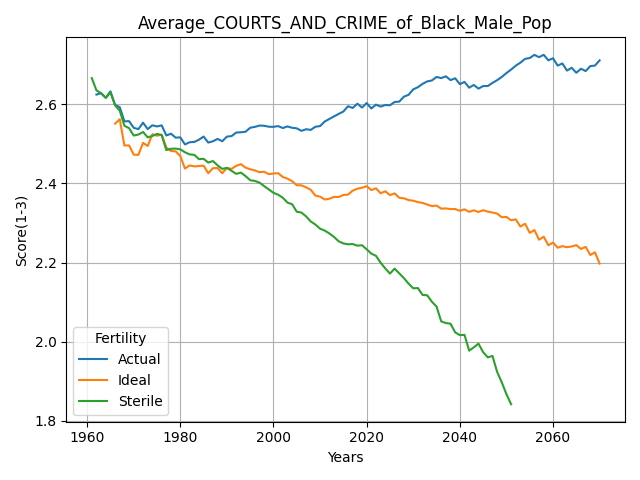 Average_COURTS_AND_CRIME_of_Black_Male_Pop
Score(1-3)
2.6
2.4
2.2
2.0
1.8
Fertility
Actual
Ideal
Sterile
1960 1980 2000 2020 2040 2060
Years